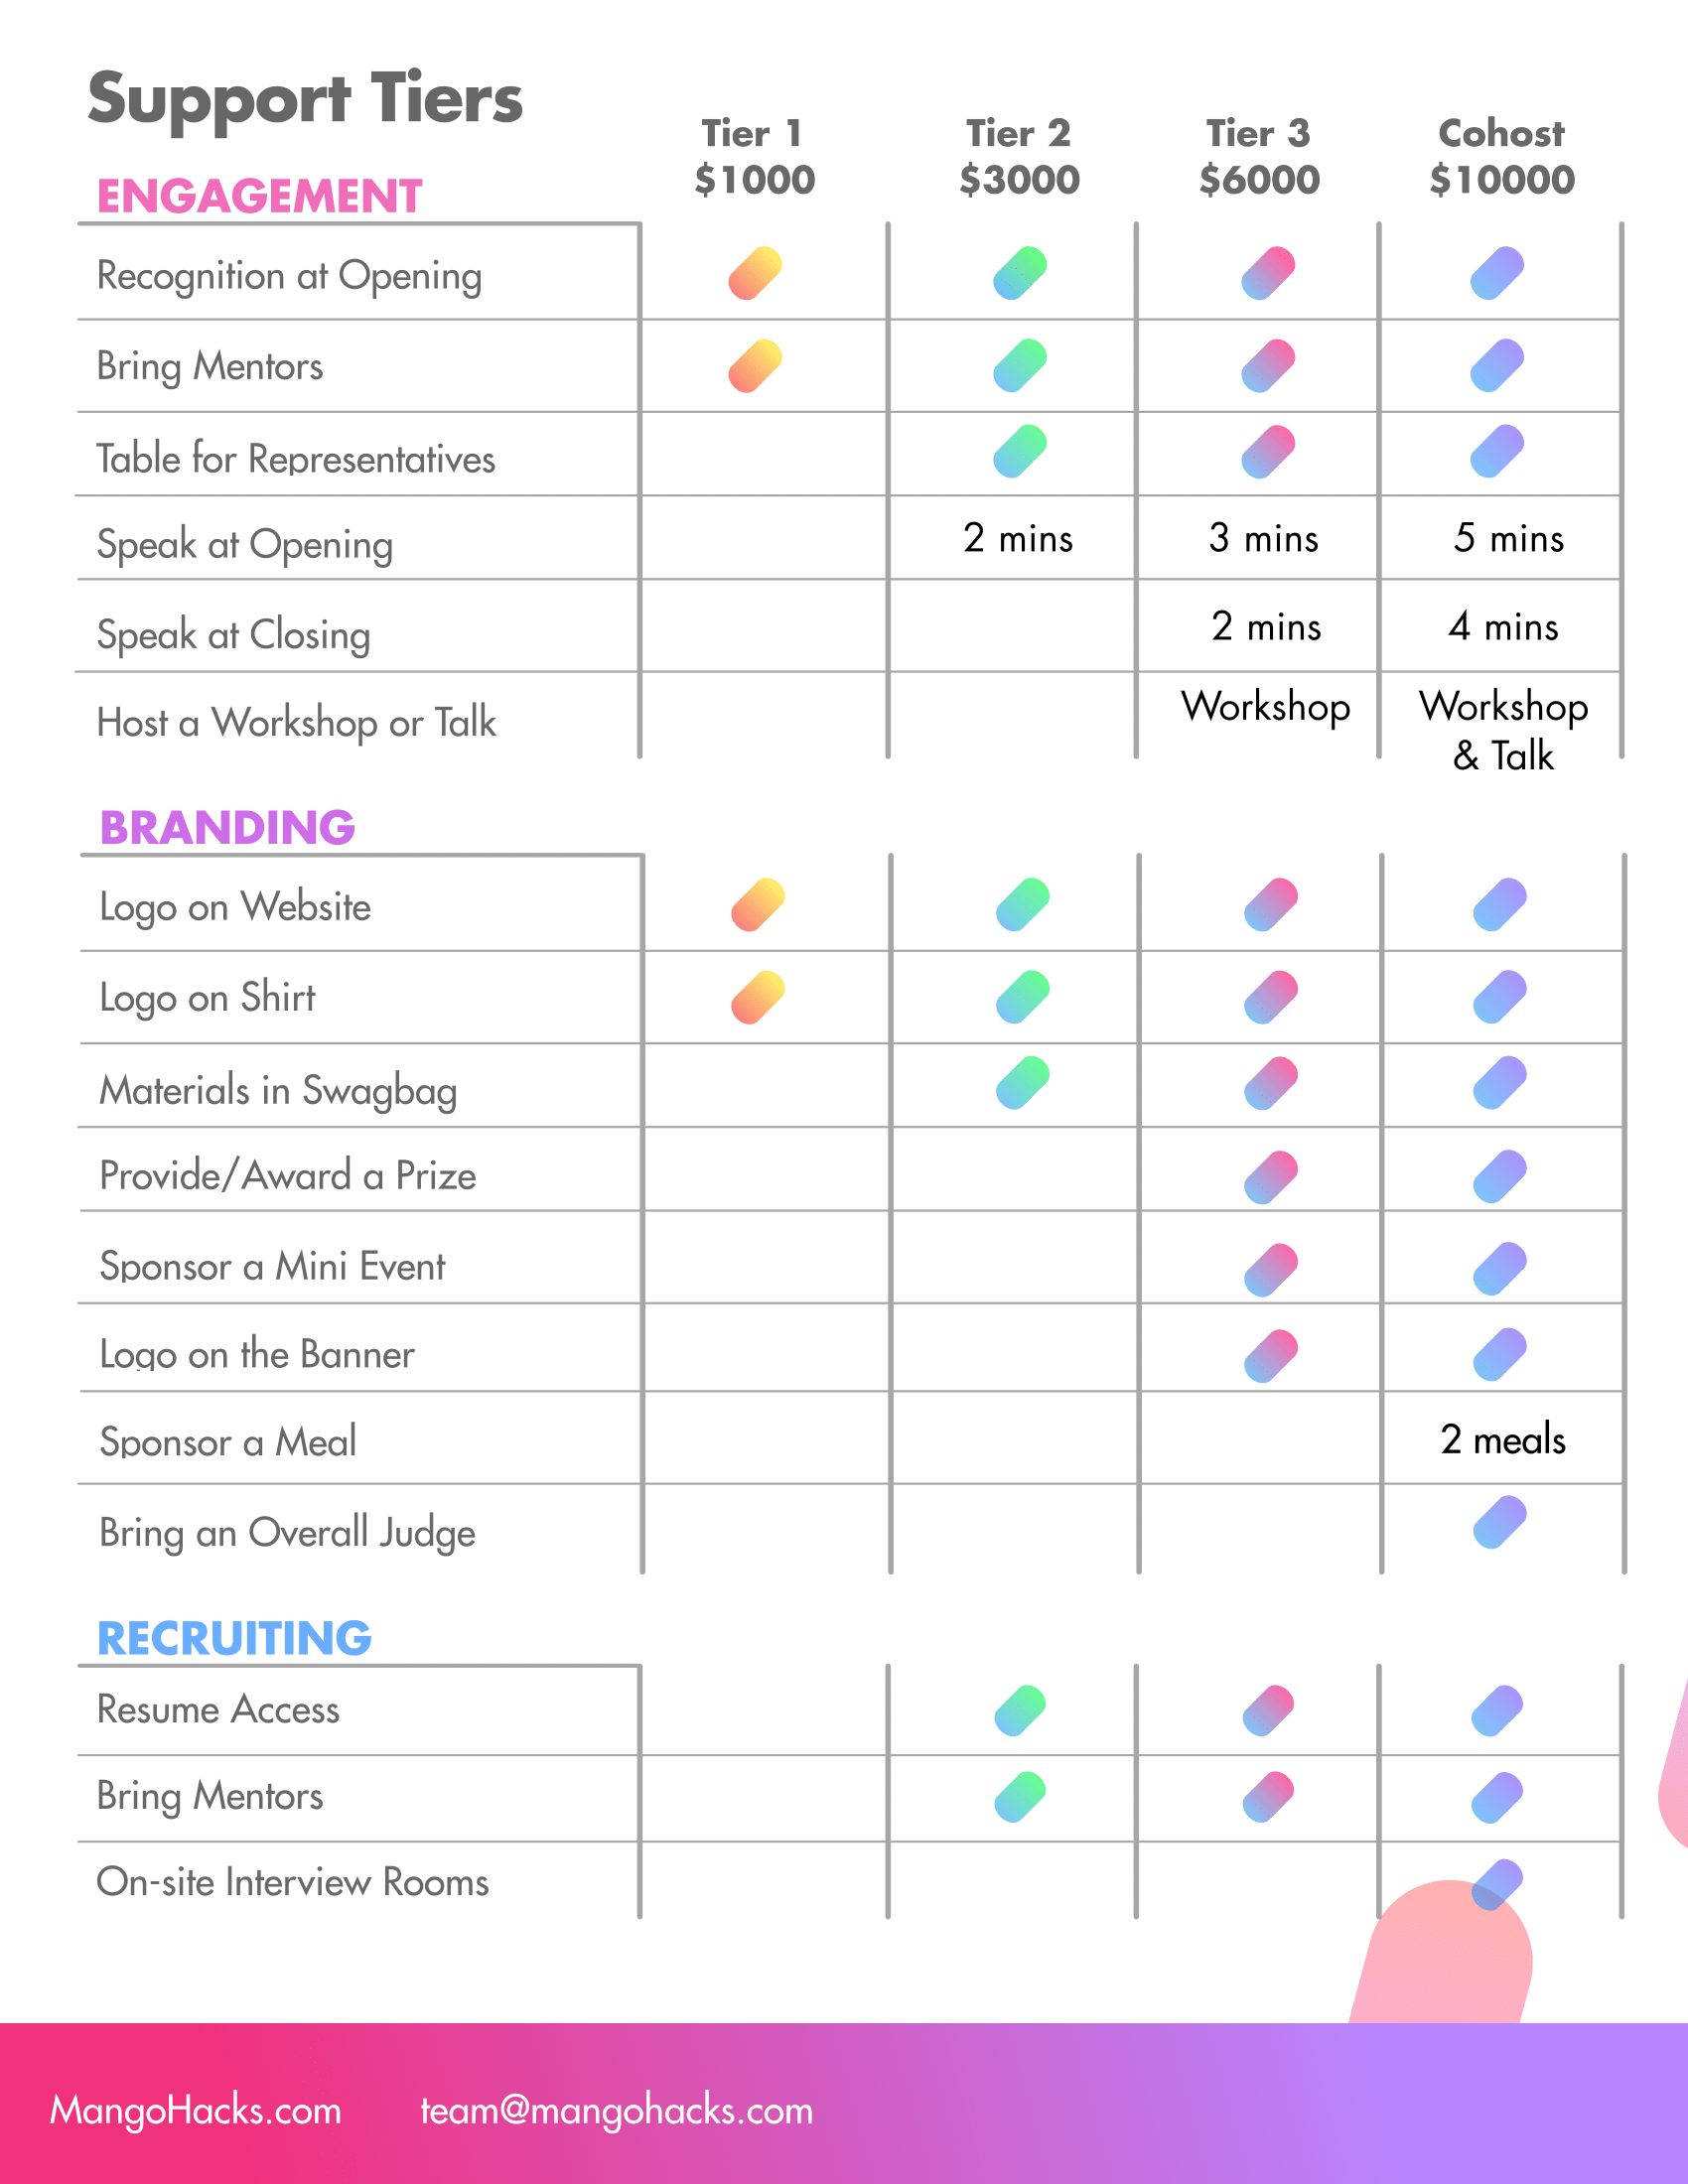 Support Tiers
Tier 1 Tier 2 Tier 3 Cohost
$1000 $3000 $6000 $10000
ENGAGEMENT
Recognition at Opening
Bring Mentors
Table for Representatives
Speak at Opening 2 mins 3 mins 5 mins
Speak at Closing 2 mins 4 mins
Host a Workshop or Talk Workshop Workshop
& Talk
BRANDING
Logo on Website
Logo on Shirt
Materials in Swagbag
Provide/Award a Prize
Sponsor a Mini Event
Logo on the Banner
Sponsor a Meal 2 meals
Bring an Overall Judge
RECRUITING
Resume Access
Bring Mentors
On-site Interview Rooms
MangoHacks.com team@mangohacks.com